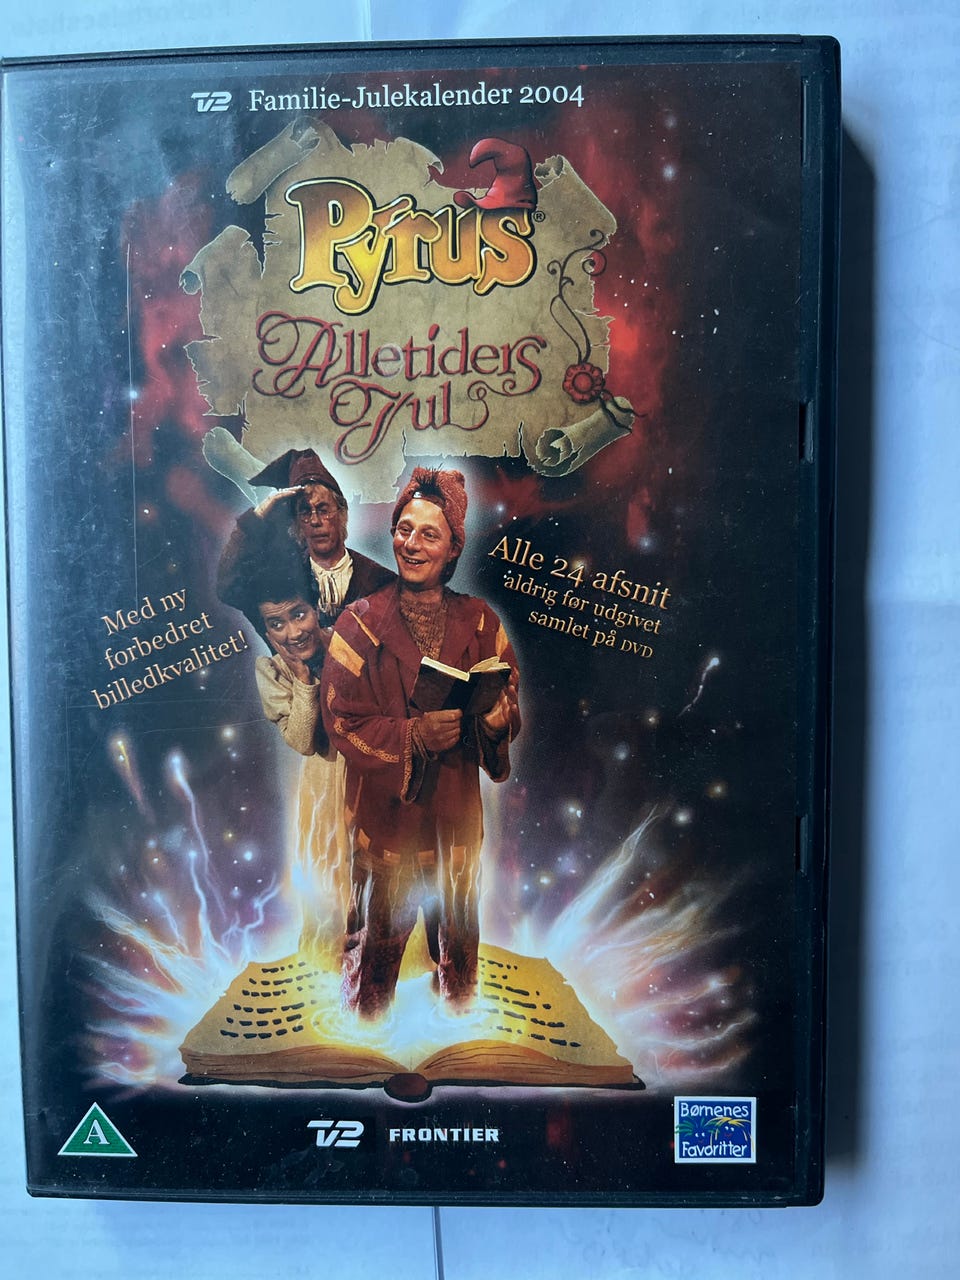 TV2 Familie-Julekalender 2004
Pyrus®
Alletiders
Jul
Alle 24 afsnit
aldrig før udgivet
samlet på DVD
Med ny
forbedret
billedkvalitet!
A
TV2 FRONTIER
Børnenes
Favoritter